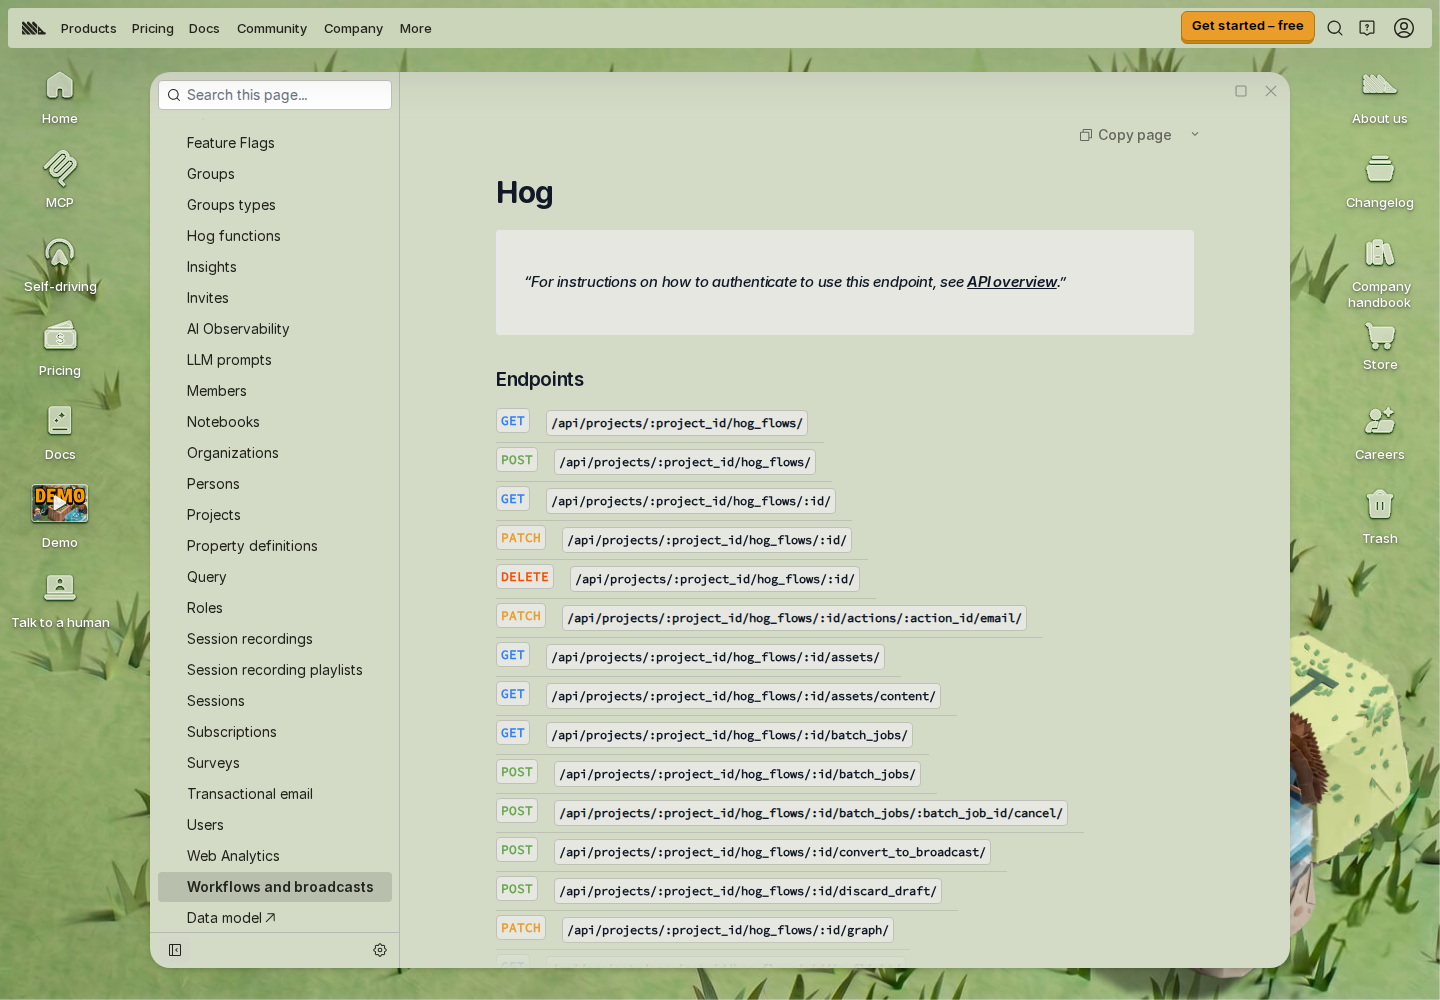 Products Pricing Docs Community Company More
Get started – free
Home
MCP
Self-driving
Pricing
$
Docs
DEMO
Demo
Talk to a human
Search this page...
Feature Flags
Groups
Groups types
Hog functions
Insights
Invites
AI Observability
LLM prompts
Members
Notebooks
Organizations
Persons
Projects
Property definitions
Query
Roles
Session recordings
Session recording playlists
Sessions
Subscriptions
Surveys
Transactional email
Users
Web Analytics
Workflows and broadcasts
Data model
Copy page
Hog
“For instructions on how to authenticate to use this endpoint, see API overview.”
Endpoints
GET /api/projects/:project_id/hog_flows/
POST /api/projects/:project_id/hog_flows/
GET /api/projects/:project_id/hog_flows/:id/
PATCH /api/projects/:project_id/hog_flows/:id/
DELETE /api/projects/:project_id/hog_flows/:id/
PATCH /api/projects/:project_id/hog_flows/:id/actions/:action_id/email/
GET /api/projects/:project_id/hog_flows/:id/assets/
GET /api/projects/:project_id/hog_flows/:id/assets/content/
GET /api/projects/:project_id/hog_flows/:id/batch_jobs/
POST /api/projects/:project_id/hog_flows/:id/batch_jobs/
POST /api/projects/:project_id/hog_flows/:id/batch_jobs/:batch_job_id/cancel/
POST /api/projects/:project_id/hog_flows/:id/convert_to_broadcast/
POST /api/projects/:project_id/hog_flows/:id/discard_draft/
PATCH /api/projects/:project_id/hog_flows/:id/graph/
GET
About us
Changelog
Company
handbook
Store
Careers
Trash